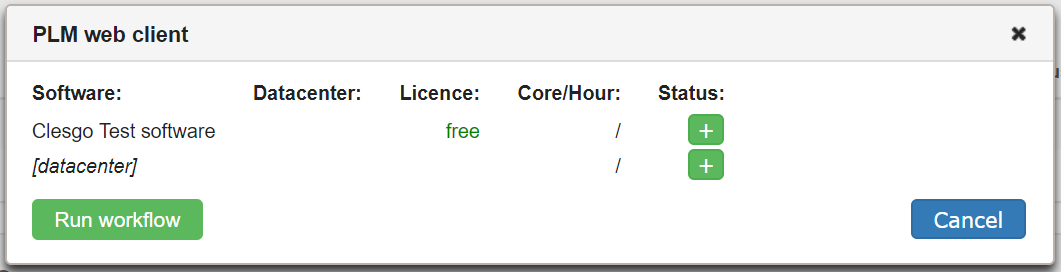 PLM web client ✖
Software: Datacenter: Licence: Core/Hour: Status:
Clesgo Test software free / +
[datacenter] / +
Run workflow Cancel